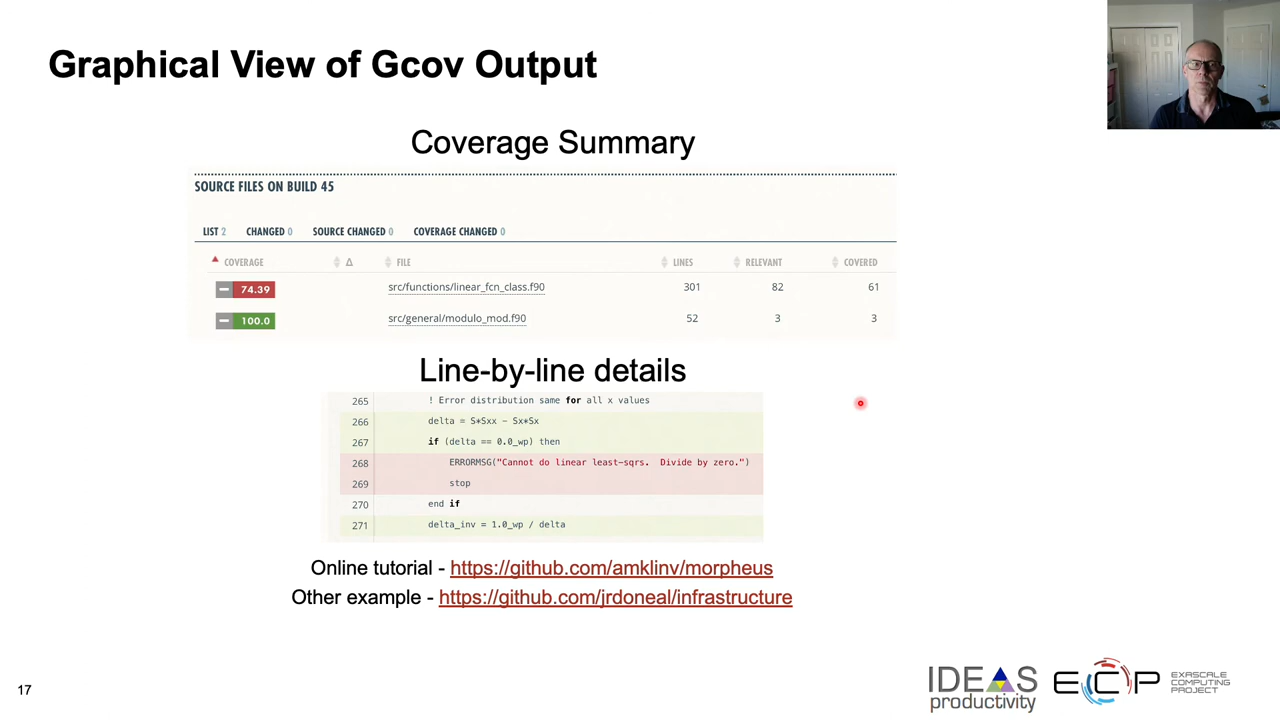 Graphical View of Gcov Output
Coverage Summary
SOURCE FILES ON BUILD 45
LIST 2 CHANGED 0 SOURCE CHANGED 0 COVERAGE CHANGED 0
COVERAGE Δ FILE LINES RELEVANT COVERED
74.39 src/functions/linear_fcn_class.f90 301 82 61
100.0 src/general/modulo_mod.f90 52 3 3
Line-by-line details
265 ! Error distribution same for all x values
266 delta = S*Sxx - Sx*Sx
267 if (delta == 0.0_wp) then
268 ERRORMSG("Cannot do linear least-sqrs. Divide by zero.")
269 stop
270 end if
271 delta_inv = 1.0_wp / delta
Online tutorial - https://github.com/amklinv/morpheus
Other example - https://github.com/jrdoneal/infrastructure
17
IDEAS
productivity
ECP
EXASCALE
COMPUTING
PROJECT